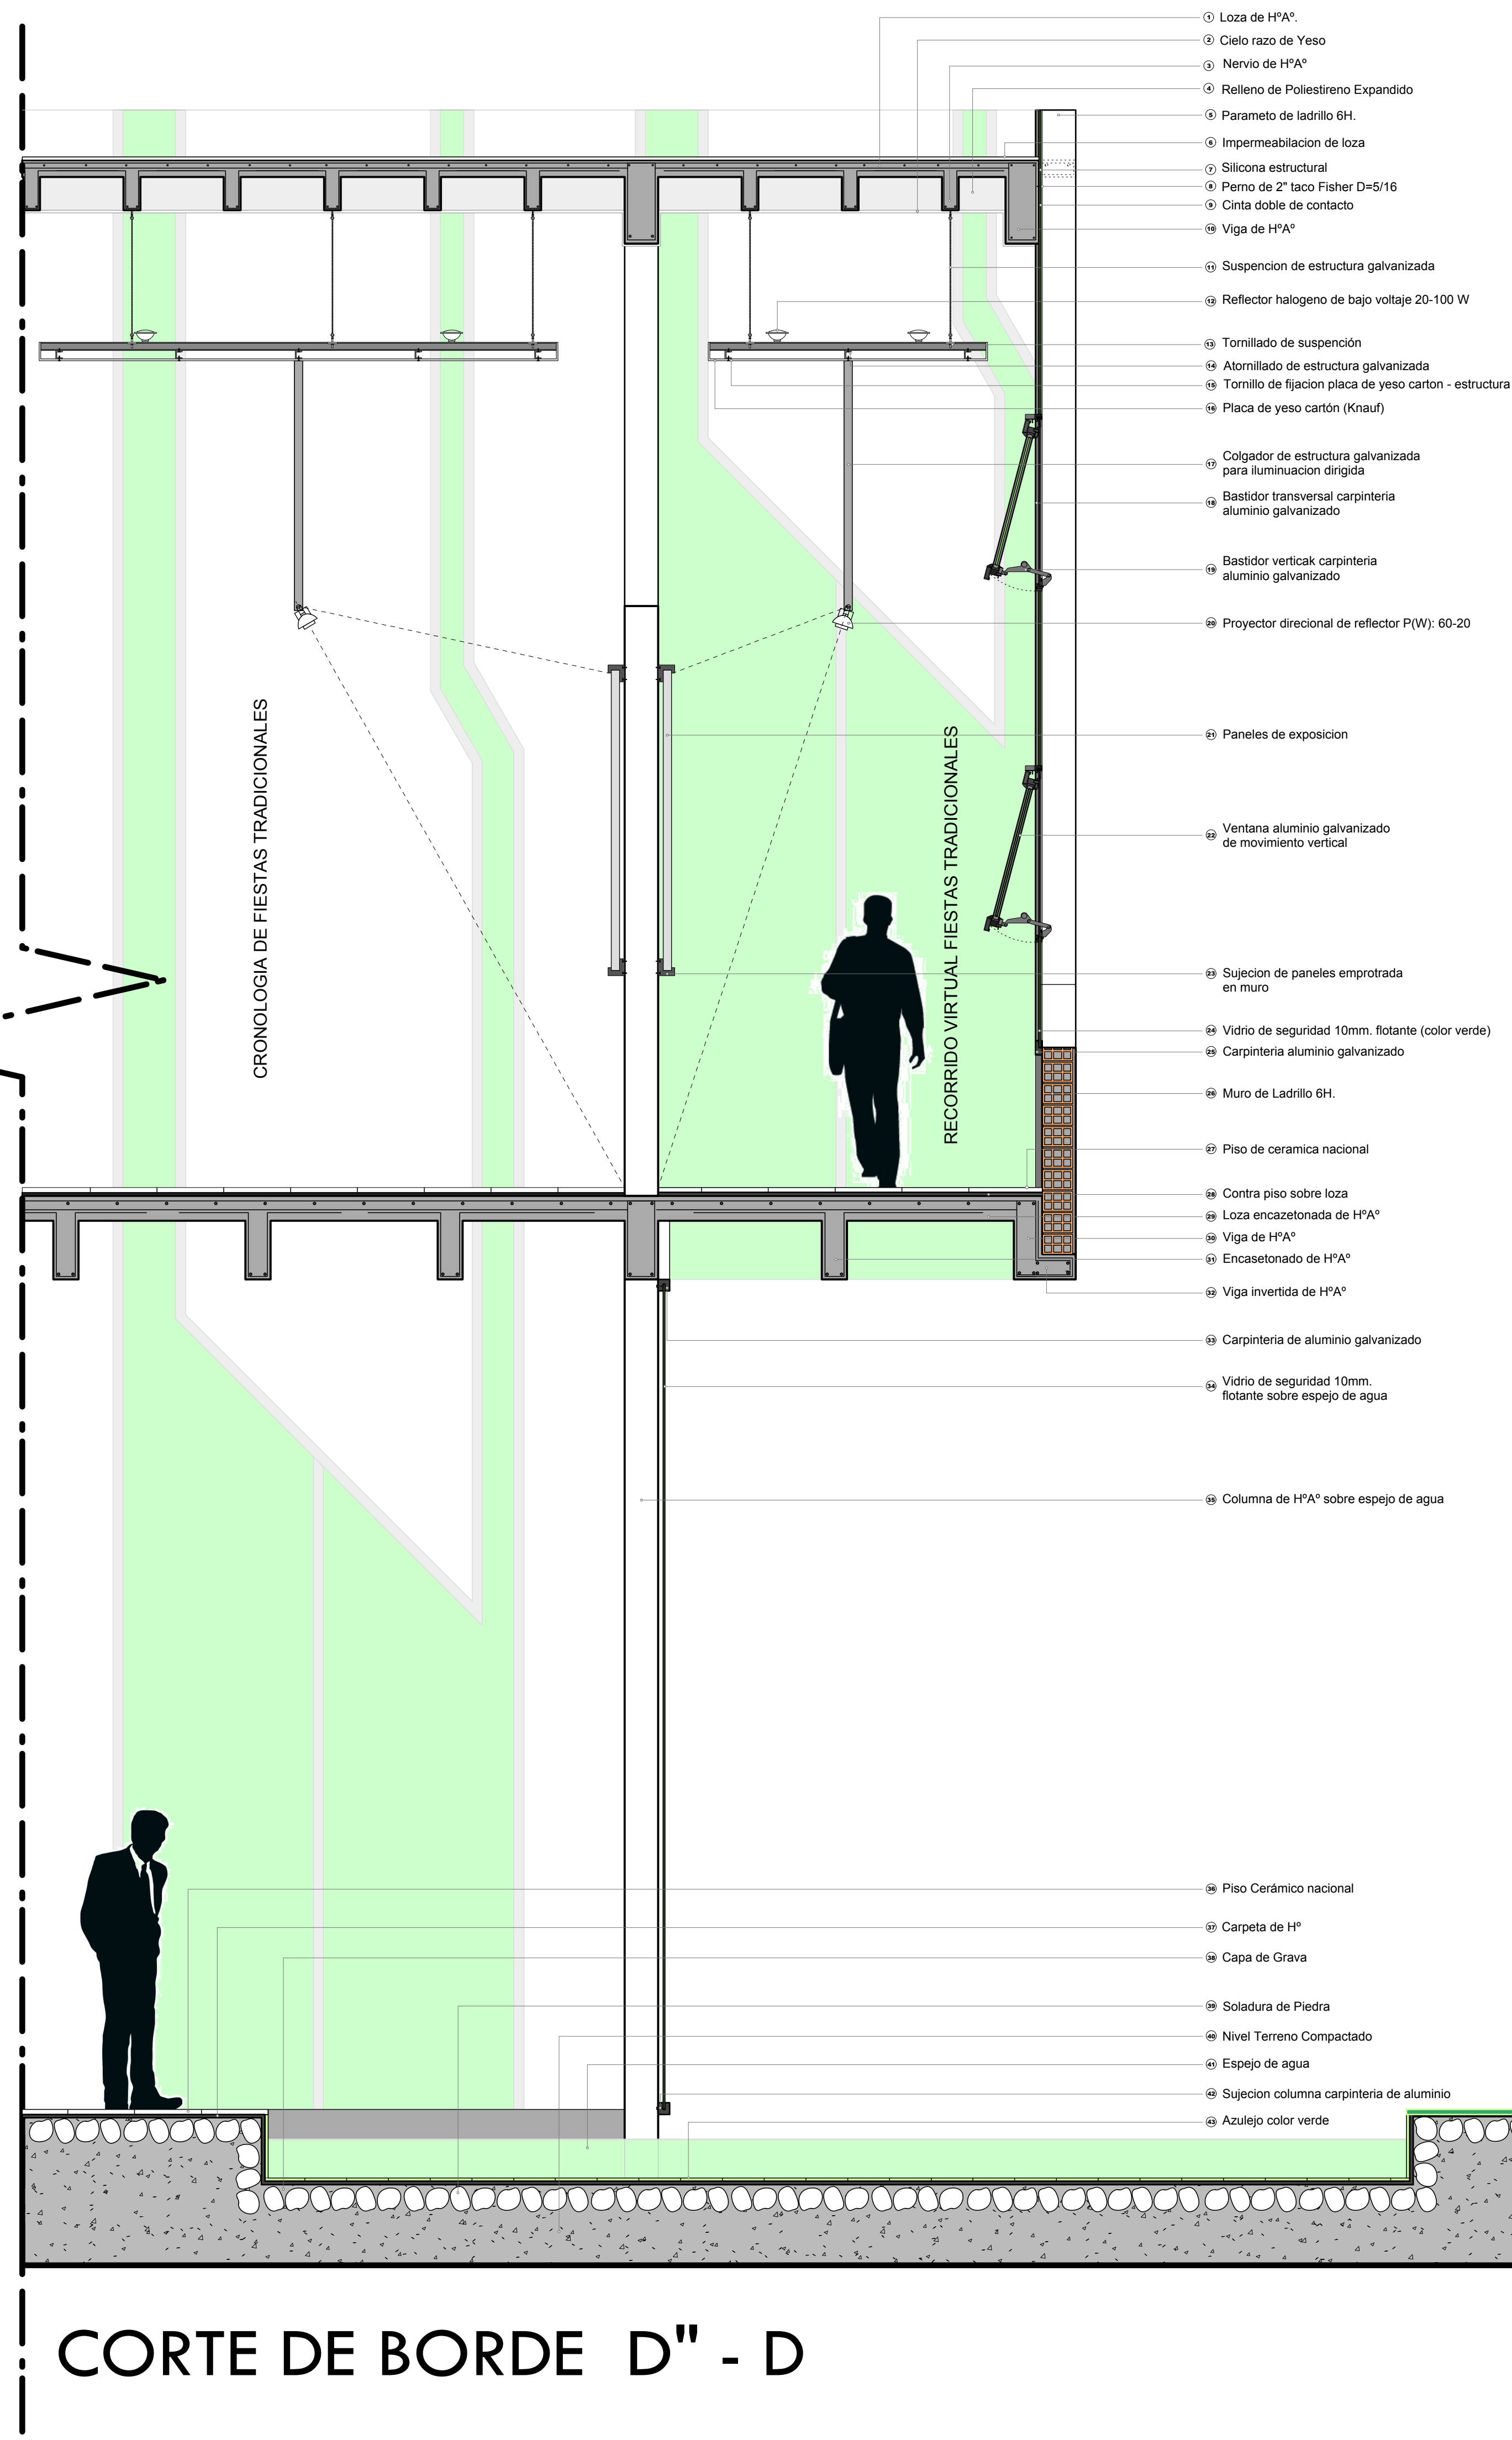 1 Loza de HºAº.
2 Cielo razo de Yeso
3 Nervio de HºAº
4 Relleno de Poliestireno Expandido
5 Parameto de ladrillo 6H.
6 Impermeabilacion de loza
7 Silicona estructural
8 Perno de 2" taco Fisher D=5/16
9 Cinta doble de contacto
10 Viga de HºAº
11 Suspencion de estructura galvanizada
12 Reflector halogeno de bajo voltaje 20-100 W
13 Tornillado de suspención
14 Atornillado de estructura galvanizada
15 Tornillo de fijacion placa de yeso carton - estructura
16 Placa de yeso cartón (Knauf)
17 Colgador de estructura galvanizada
para iluminuacion dirigida
18 Bastidor transversal carpinteria
aluminio galvanizado
19 Bastidor verticak carpinteria
aluminio galvanizado
20 Proyector direcional de reflector P(W): 60-20
21 Paneles de exposicion
22 Ventana aluminio galvanizado
de movimiento vertical
23 Sujecion de paneles emprotrada
en muro
24 Vidrio de seguridad 10mm. flotante (color verde)
25 Carpinteria aluminio galvanizado
26 Muro de Ladrillo 6H.
27 Piso de ceramica nacional
28 Contra piso sobre loza
29 Loza encazetonada de HºAº
30 Viga de HºAº
31 Encasetonado de HºAº
32 Viga invertida de HºAº
33 Carpinteria de aluminio galvanizado
34 Vidrio de seguridad 10mm.
flotante sobre espejo de agua
35 Columna de HºAº sobre espejo de agua
36 Piso Cerámico nacional
37 Carpeta de Hº
38 Capa de Grava
39 Soladura de Piedra
40 Nivel Terreno Compactado
41 Espejo de agua
42 Sujecion columna carpinteria de aluminio
43 Azulejo color verde
CRONOLOGIA DE FIESTAS TRADICIONALES
RECORRIDO VIRTUAL FIESTAS TRADICIONALES
CORTE DE BORDE D" - D